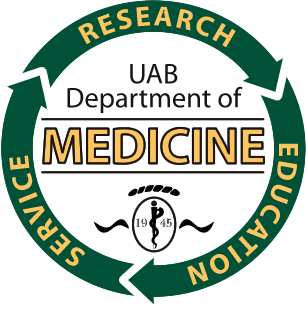 RESEARCH
UAB
Department of
MEDICINE
19 45
SERVICE
EDUCATION